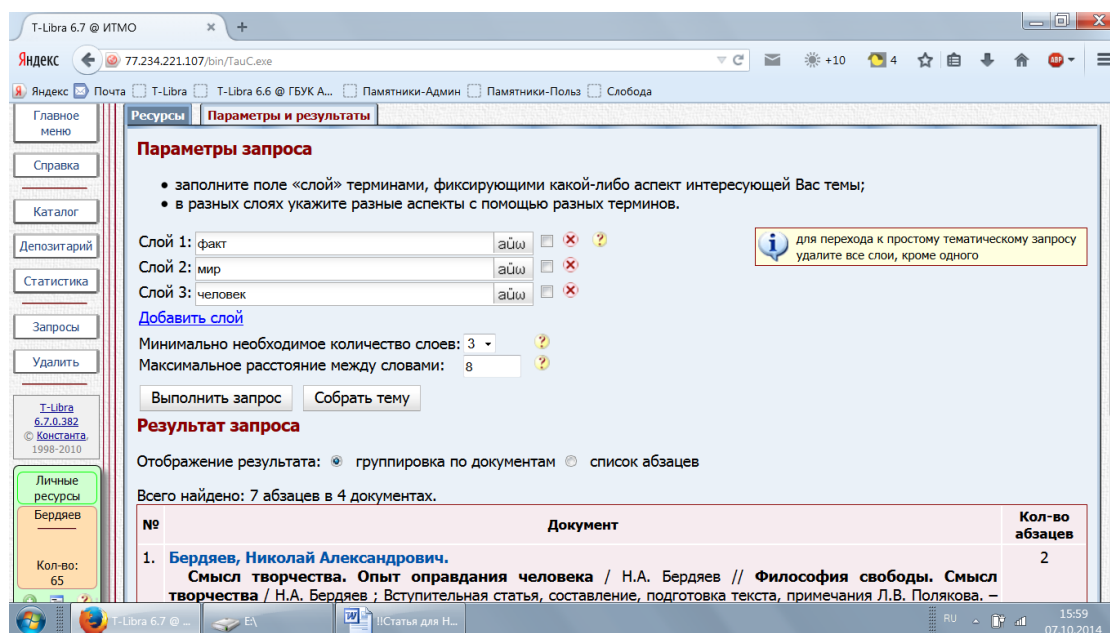 T-Libra 6.7 @ ИТМО
Яндекс
77.234.221.107/bin/TauC.exe
+10
4
ABP
Яндекс
Почта
T-Libra
T-Libra 6.6 @ ГБУК А...
Памятники-Админ
Памятники-Польз
Слобода
Главное
меню
Справка
Каталог
Депозитарий
Статистика
Запросы
Удалить
T-Libra
6.7.0.382
© Константа,
1998-2010
Личные
ресурсы
Бердяев
Кол-во:
65
Ресурсы
Параметры и результаты
Параметры запроса
• заполните поле «слой» терминами, фиксирующими какой-либо аспект интересующей Вас темы;
• в разных слоях укажите разные аспекты с помощью разных терминов.
Слой 1: факт аüω
Слой 2: мир аüω
Слой 3: человек аüω
для перехода к простому тематическому запросу
удалите все слои, кроме одного
Добавить слой
Минимально необходимое количество слоев: 3
Максимальное расстояние между словами: 8
Выполнить запрос Собрать тему
Результат запроса
Отображение результата: группировка по документам список абзацев
Всего найдено: 7 абзацев в 4 документах.
№ Документ Кол-во
абзацев
1. Бердяев, Николай Александрович. 2
Смысл творчества. Опыт оправдания человека / Н.А. Бердяев // Философия свободы. Смысл
творчества / Н.А. Бердяев ; Вступительная статья, составление, подготовка текста, примечания Л.В. Полякова. –
T-Libra 6.7 @ ...
E:\
!!Статья для Н...
RU
15:59
07.10.2014